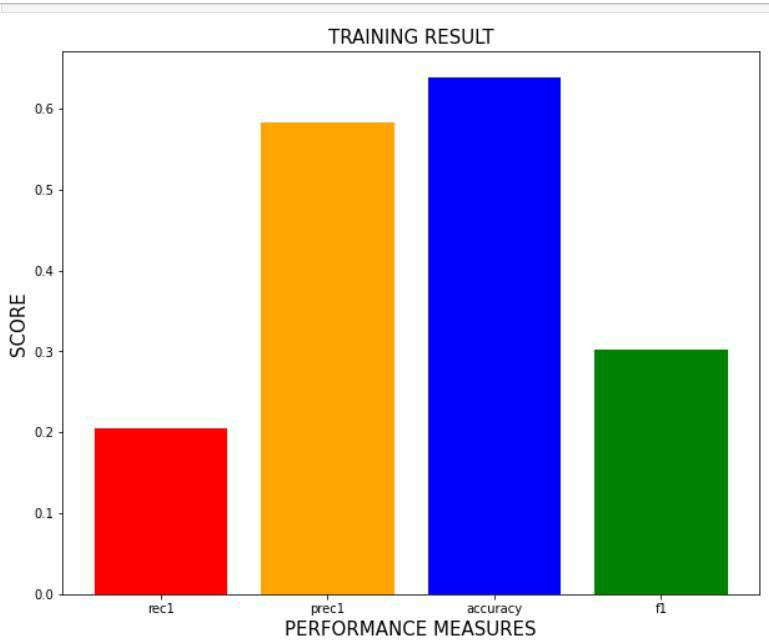 TRAINING RESULT
0.6
0.5
0.4
0.3
0.2
0.1
0.0
SCORE
rec1 prec1 accuracy f1
PERFORMANCE MEASURES